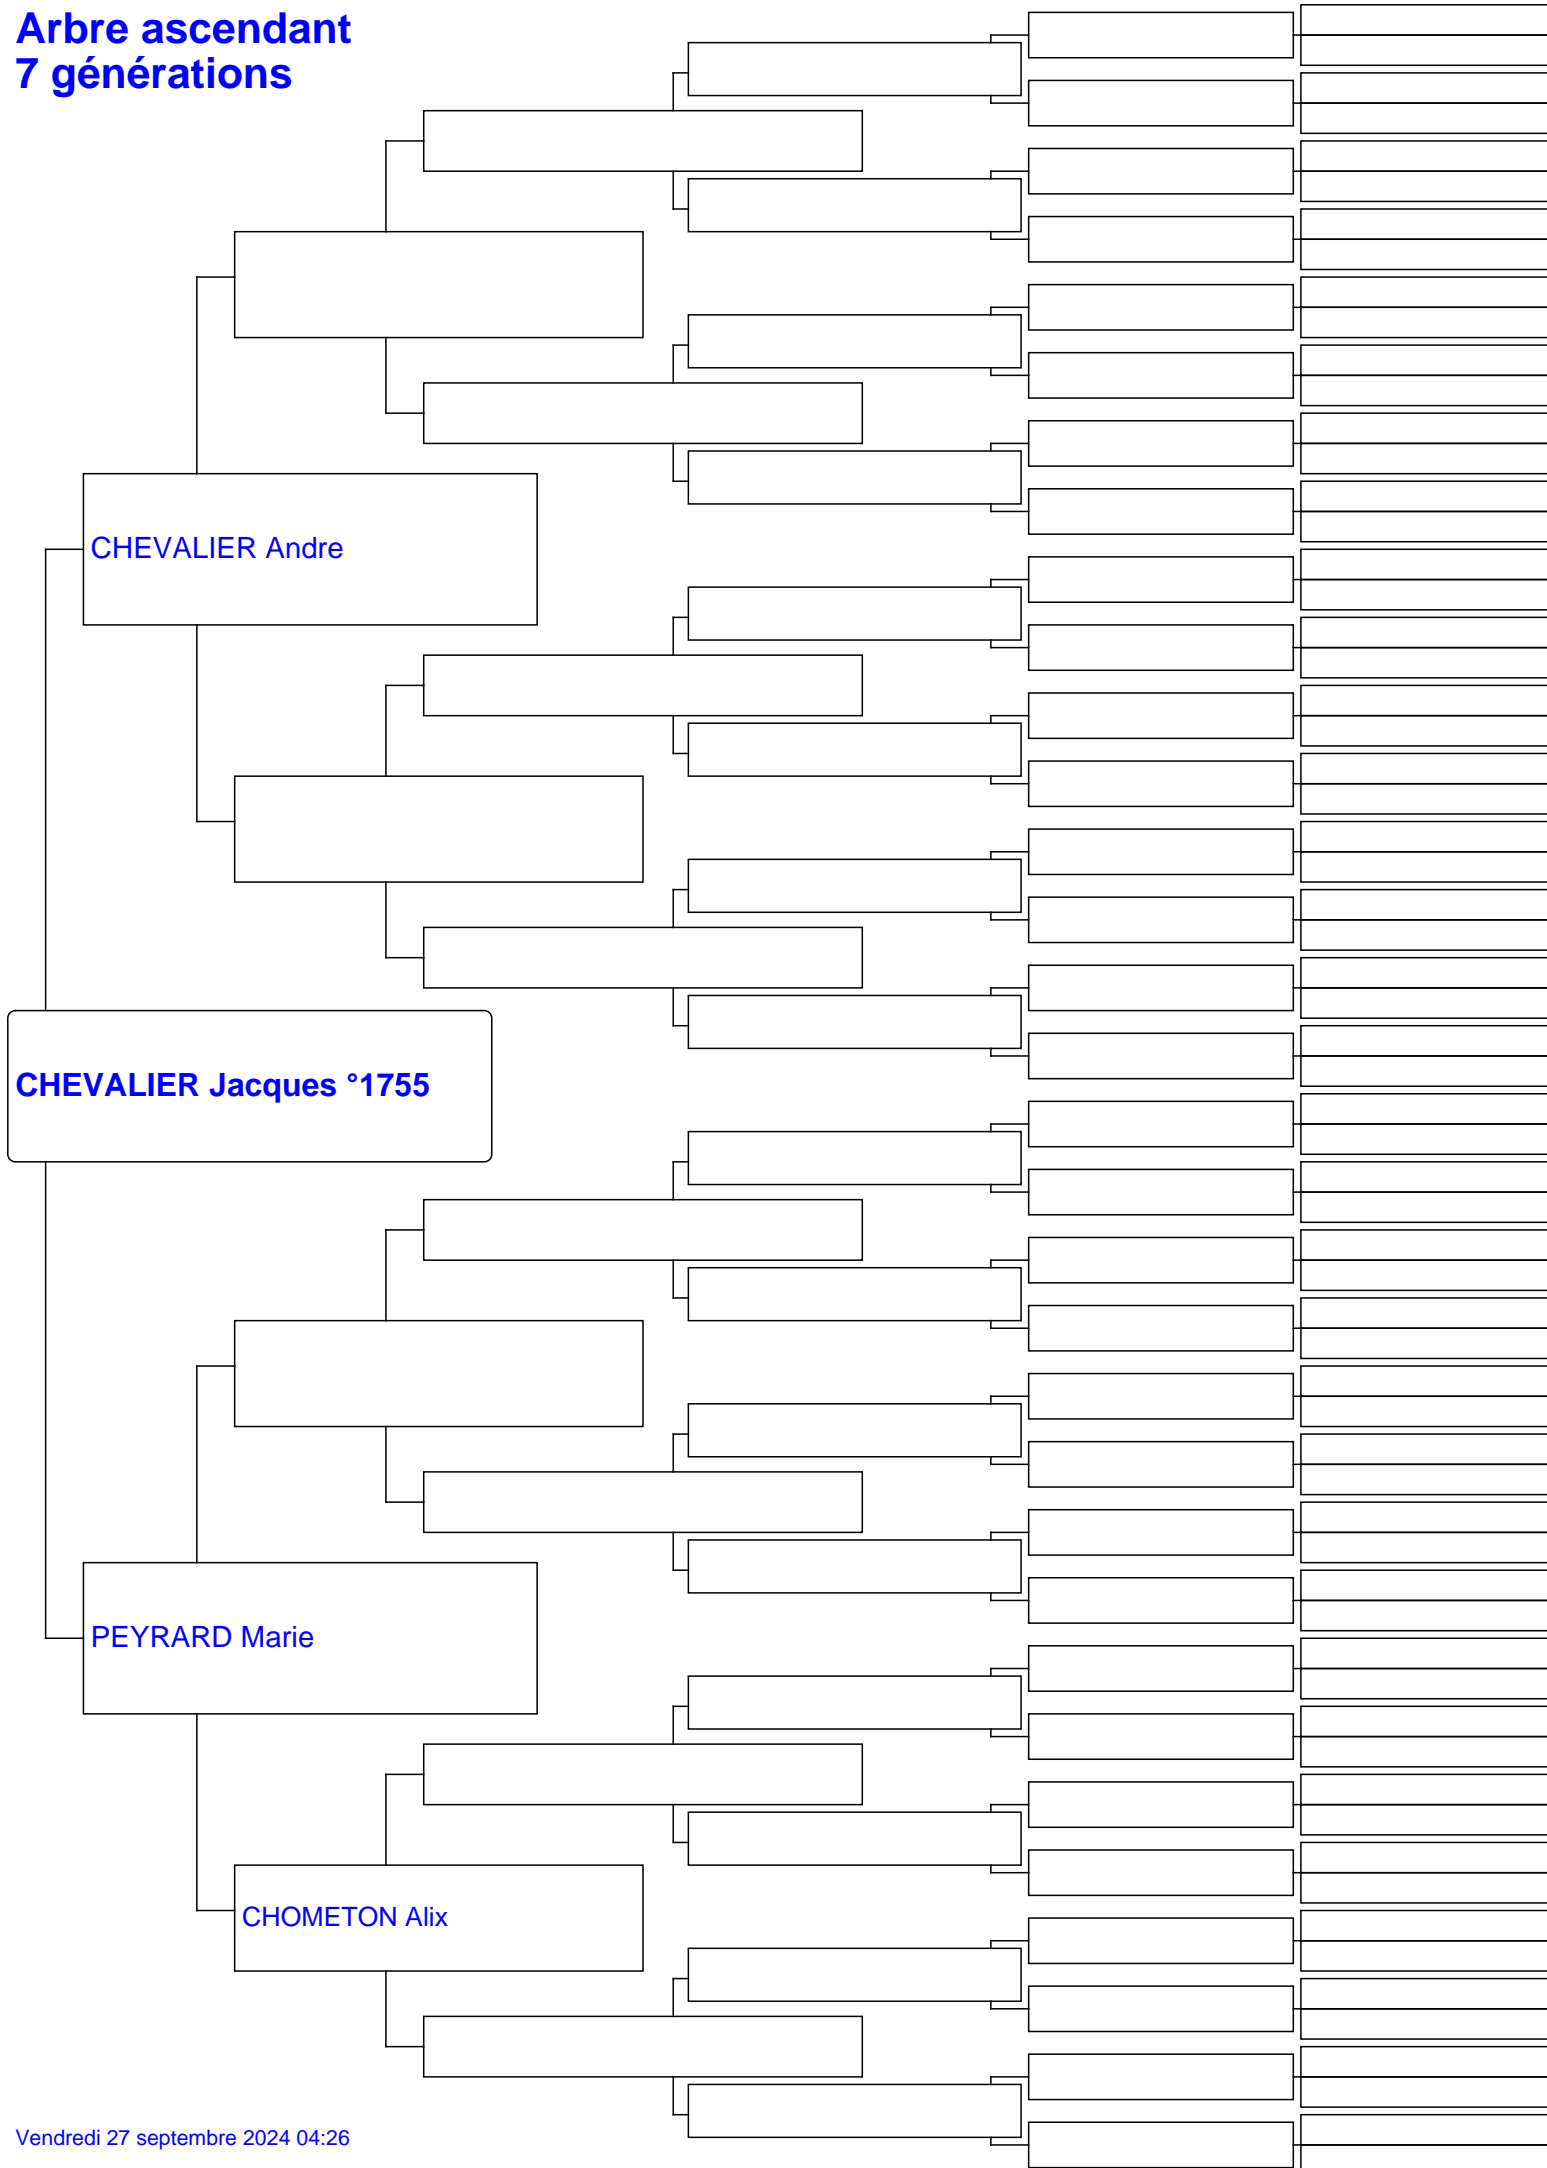 Arbre ascendant
7 générations
CHEVALIER Andre
CHEVALIER Jacques °1755
PEYRARD Marie
CHOMETON Alix
Vendredi 27 septembre 2024 04:26